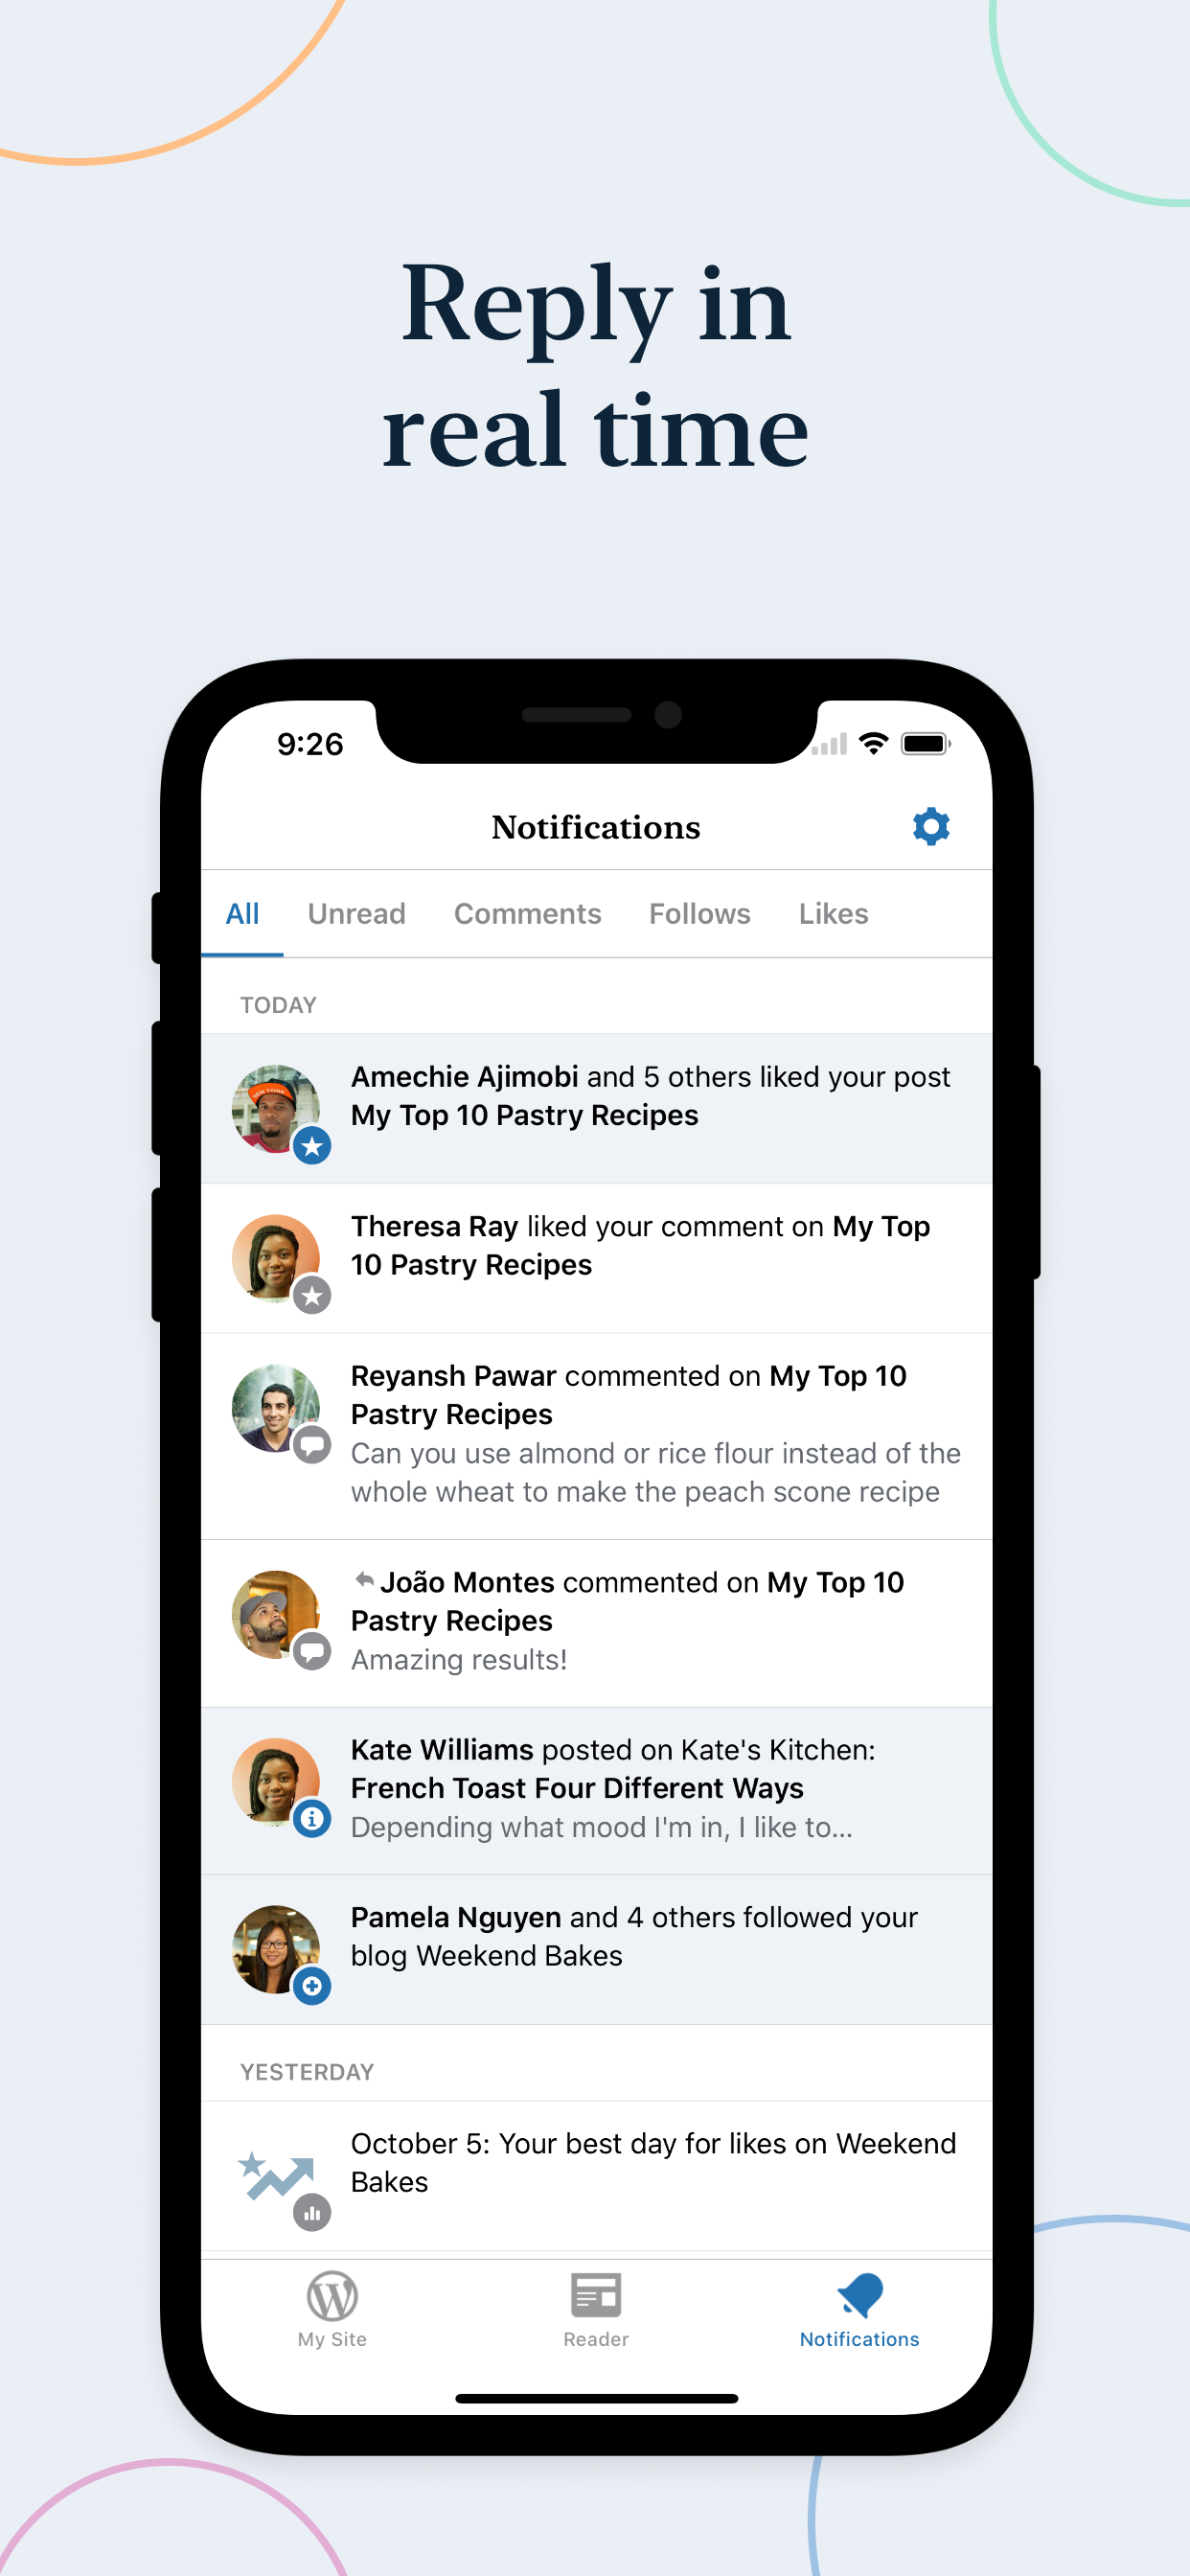 Reply in
real time
9:26
Notifications
All Unread Comments Follows Likes
TODAY
Amechie Ajimobi and 5 others liked your post
My Top 10 Pastry Recipes
Theresa Ray liked your comment on My Top
10 Pastry Recipes
Reyansh Pawar commented on My Top 10
Pastry Recipes
Can you use almond or rice flour instead of the
whole wheat to make the peach scone recipe
João Montes commented on My Top 10
Pastry Recipes
Amazing results!
Kate Williams posted on Kate's Kitchen:
French Toast Four Different Ways
Depending what mood I'm in, I like to...
Pamela Nguyen and 4 others followed your
blog Weekend Bakes
YESTERDAY
October 5: Your best day for likes on Weekend
Bakes
My Site Reader Notifications